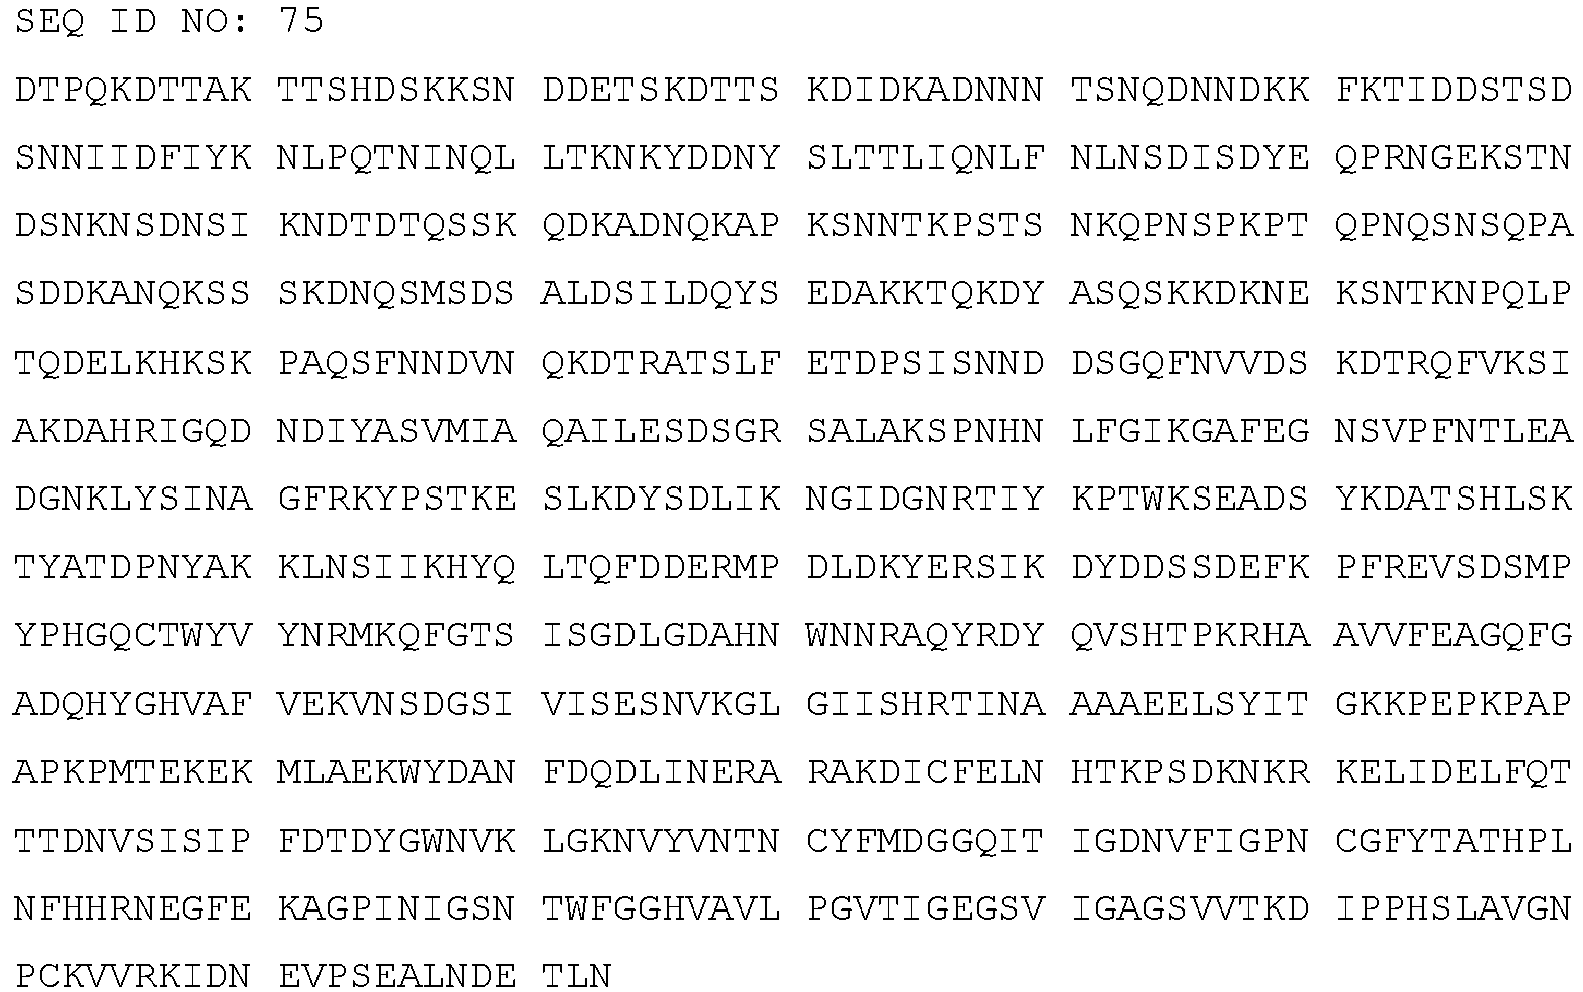 SEQ ID NO: 75
DTPQKDTTAK TTSHDSKKSN DDETSKDTTS KDIDKADNNN TSNQDNNDKK FKTIDDSTSD
SNNIIDFIYK NLPQTNINQL LTKNKYDDNY SLTTLIQNLF NLNSDISDYE QPRNGEKSTN
DSNKNSDNSI KNDTDTQSSK QDKADNQKAP KSNNTKPSTS NKQPNSPKPT QPNQSNSQPA
SDDKANQKSS SKDNQSMSDS ALDSILDQYS EDAKKTQKDY ASQSKKDKNE KSNTKNPQLP
TQDELKHKSK PAQSFNNDVN QKDTRATSLF ETDPSISNND DSGQFNVVDS KDTRQFVKSI
AKDAHRIGQD NDIYASVMIA QAILESDSGR SALAKSPNHN LFGIKGAFEG NSVPFNTLEA
DGNKLYSINA GFRKYPSTKE SLKDYSDLIK NGIDGNRTIY KPTWKSEADS YKDATSHLSK
TYATDPNYAK KLNSIIKHYQ LTQFDDERMP DLDKYERSIK DYDDSSDEFK PFREVSDSMP
YPHGQCTWYV YNRMKQFGTS ISGDLGDAHN WNNRAQYRDY QVSHTPKRHA AVVFEAGQFG
ADQHYGHVAF VEKVNSDGSI VISESNVKGL GIISHRTINA AAAEELSYIT GKKPEPKPAP
APKPMTEKEK MLAEKWYDAN FDQDLINERA RAKDICFELN HTKPSDKNKR KELIDELFQT
TTDNVSISIP FDTDYGWNVK LGKNVYVNTN CYFMDGGQIT IGDNVFIGPN CGFYTATHPL
NFHHRNEGFE KAGPINIGSN TWFGGHVAVL PGVTIGEGSV IGAGSVVTKD IPPHSLAVGN
PCKVVRKIDN EVPSEALNDE TLN